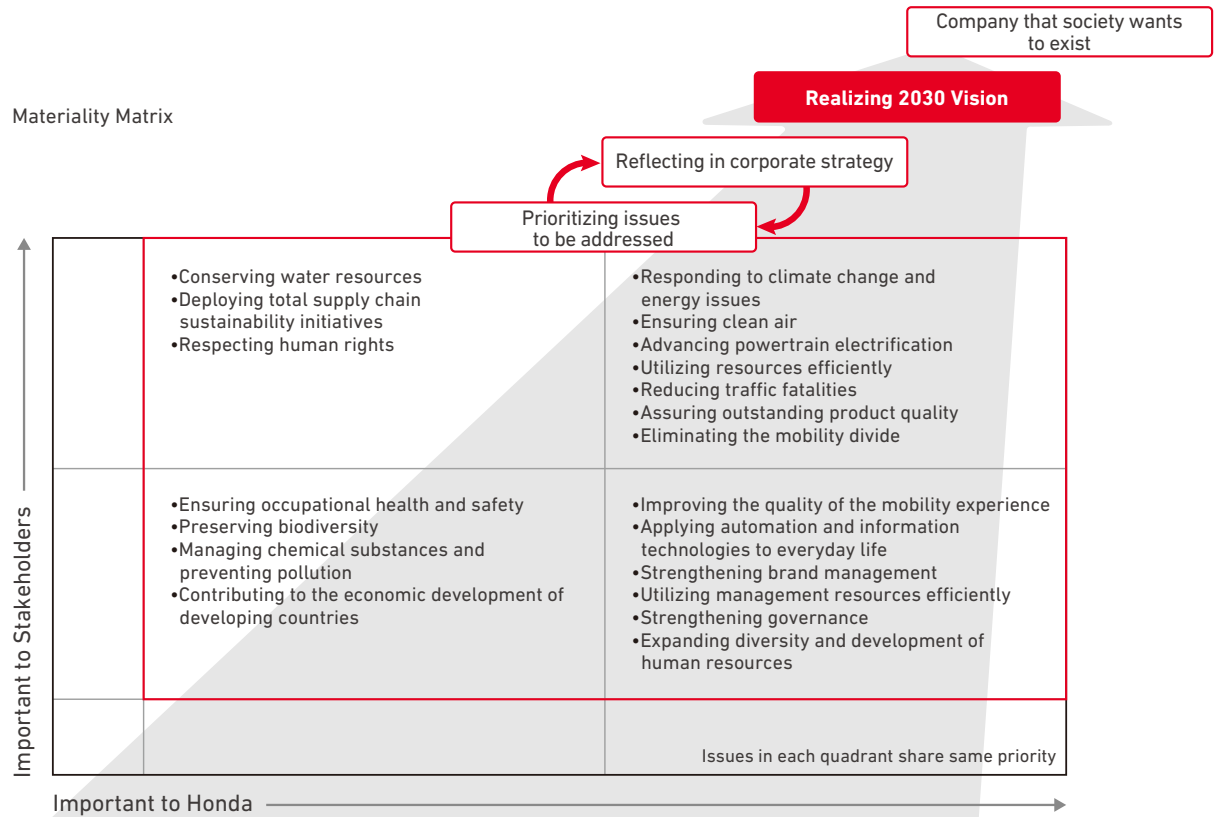 Company that society wants
to exist
Realizing 2030 Vision
Materiality Matrix
Reflecting in corporate strategy
Prioritizing issues
to be addressed
Important to Stakeholders
•Conserving water resources
•Deploying total supply chain
sustainability initiatives
•Respecting human rights
•Responding to climate change and
energy issues
•Ensuring clean air
•Advancing powertrain electrification
•Utilizing resources efficiently
•Reducing traffic fatalities
•Assuring outstanding product quality
•Eliminating the mobility divide
•Ensuring occupational health and safety
•Preserving biodiversity
•Managing chemical substances and
preventing pollution
•Contributing to the economic development of
developing countries
•Improving the quality of the mobility experience
•Applying automation and information
technologies to everyday life
•Strengthening brand management
•Utilizing management resources efficiently
•Strengthening governance
•Expanding diversity and development of
human resources
Issues in each quadrant share same priority
Important to Honda